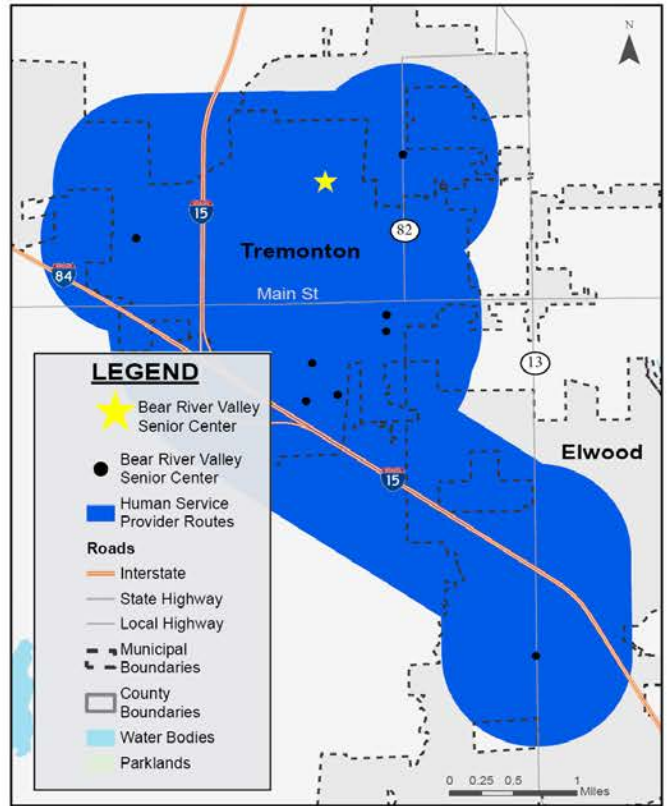 N
15
82
Tremonton
84
Main St
13
LEGEND
Bear River Valley
Senior Center
Bear River Valley
Senior Center
Human Service
Provider Routes
Roads
Interstate
State Highway
Local Highway
Municipal
Boundaries
County
Boundaries
Water Bodies
Parklands
Elwood
15
0 0.25 0.5 1
Miles